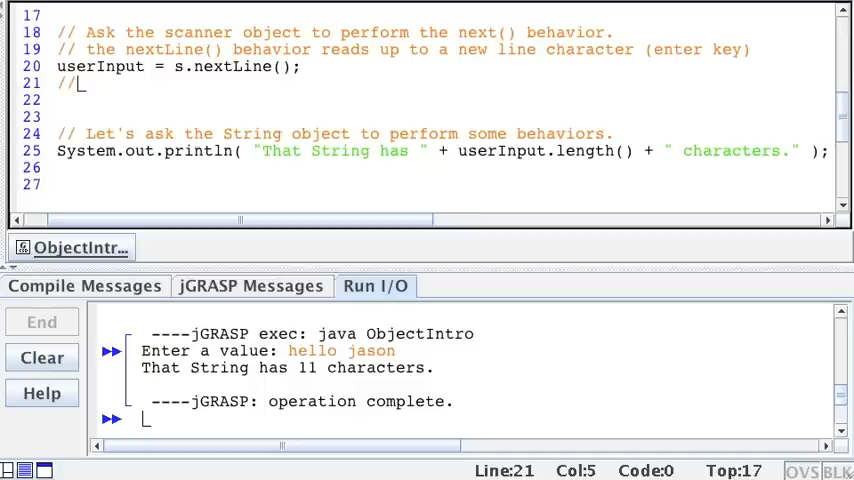 17
18 // Ask the scanner object to perform the next() behavior.
19 // the nextLine() behavior reads up to a new line character (enter key)
20 userInput = s.nextLine();
21 //
22
23
24 // Let's ask the String object to perform some behaviors.
25 System.out.println( "That String has " + userInput.length() + " characters." );
26
27
ObjectIntr...
Compile Messages jGRASP Messages Run I/O
End
Clear
Help
----jGRASP exec: java ObjectIntro
Enter a value: hello jason
That String has 11 characters.
----jGRASP: operation complete.
Line:21 Col:5 Code:0 Top:17 OVS BLK